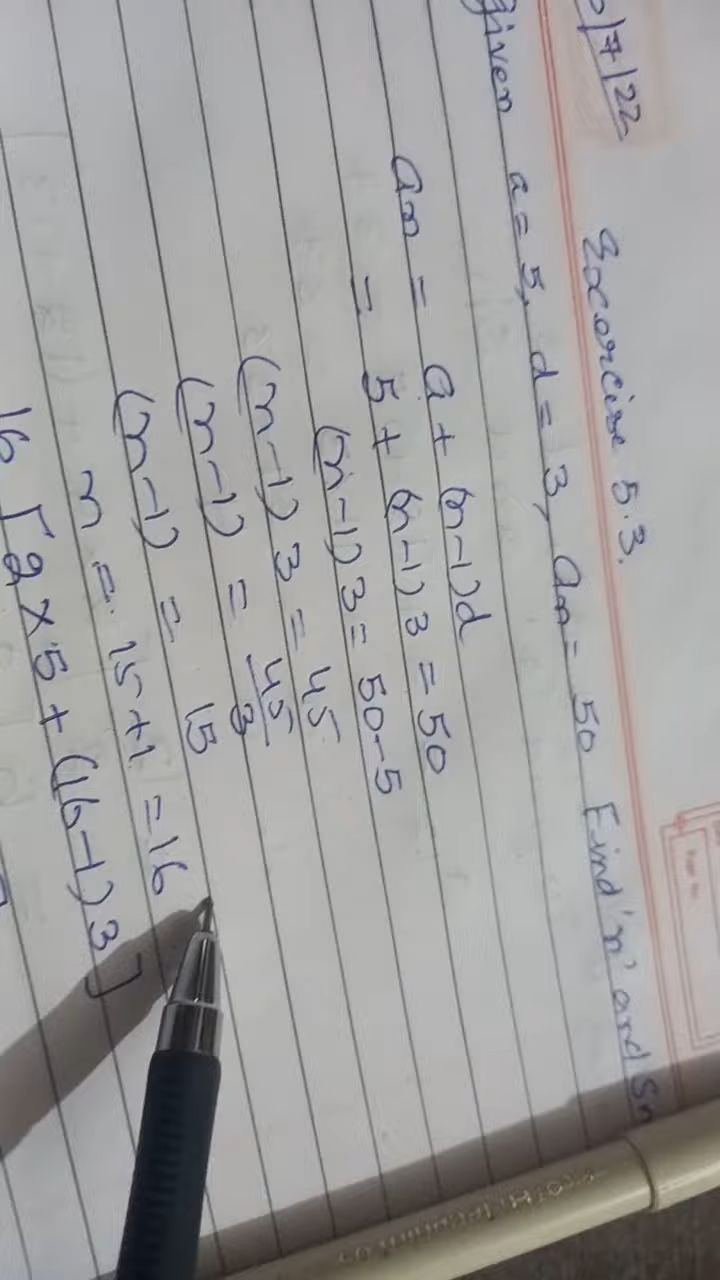 /7/22
Exercise 5.3.
given a = 5, d = 3, an = 50 Find 'n' and Sn
an = a + (n-1)d
= 5 + (n-1) 3 = 50
(n-1) 3 = 50-5
(n-1) 3 = 45
(n-1) = 45/3
(n-1) = 15
n = 15+1 = 16
16 [2×5 + (16-1) 3]